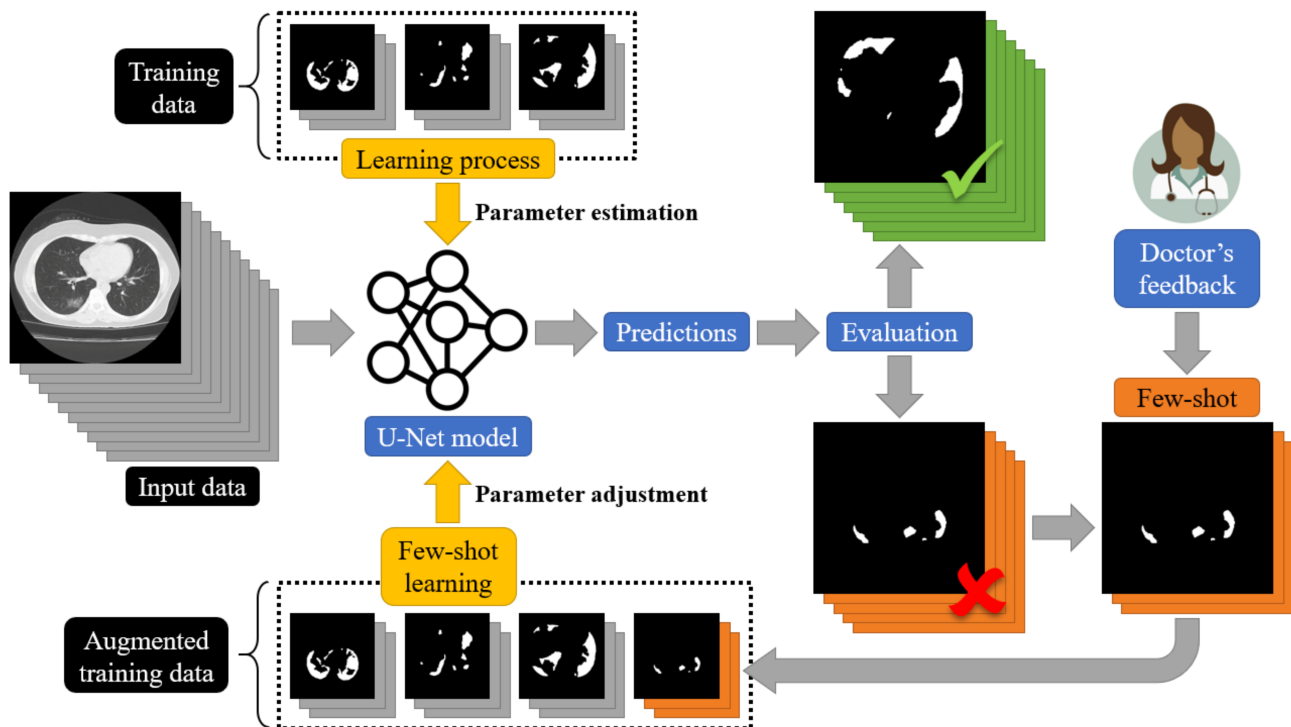 Training
data
Learning process
Parameter estimation
Doctor's
feedback
Predictions
Evaluation
Few-shot
U-Net model
Input data
Parameter adjustment
Few-shot
learning
Augmented
training data